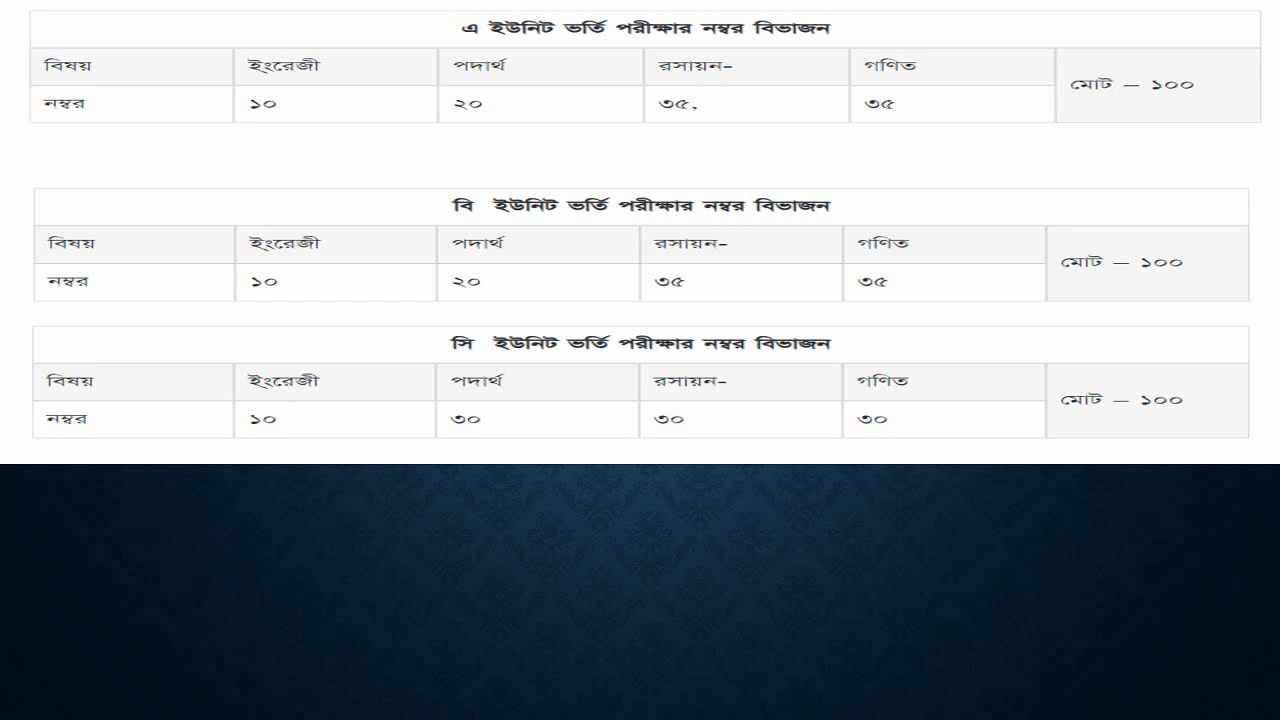 এ ইউনিট ভর্তি পরীক্ষার নম্বর বিভাজন
বিষয় ইংরেজী পদার্থ রসায়ন– গণিত মোট – ১০০
নম্বর ১০ ২০ ৩৫, ৩৫
বি ইউনিট ভর্তি পরীক্ষার নম্বর বিভাজন
বিষয় ইংরেজী পদার্থ রসায়ন– গণিত মোট – ১০০
নম্বর ১০ ২০ ৩৫ ৩৫
সি ইউনিট ভর্তি পরীক্ষার নম্বর বিভাজন
বিষয় ইংরেজী পদার্থ রসায়ন– গণিত মোট – ১০০
নম্বর ১০ ৩০ ৩০ ৩০